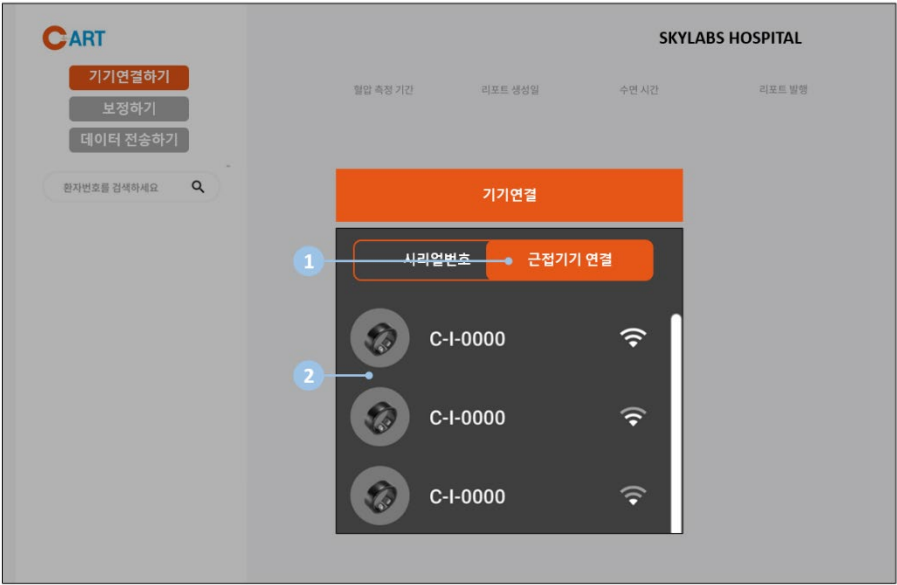 CART
SKYLABS HOSPITAL
기기연결하기
보정하기
데이터 전송하기
환자번호를 검색하세요
혈압 측정 기간 리포트 생성일 수면 시간 리포트 발행
기기연결
1
시리얼번호 근접기기 연결
C-I-0000
2
C-I-0000
C-I-0000